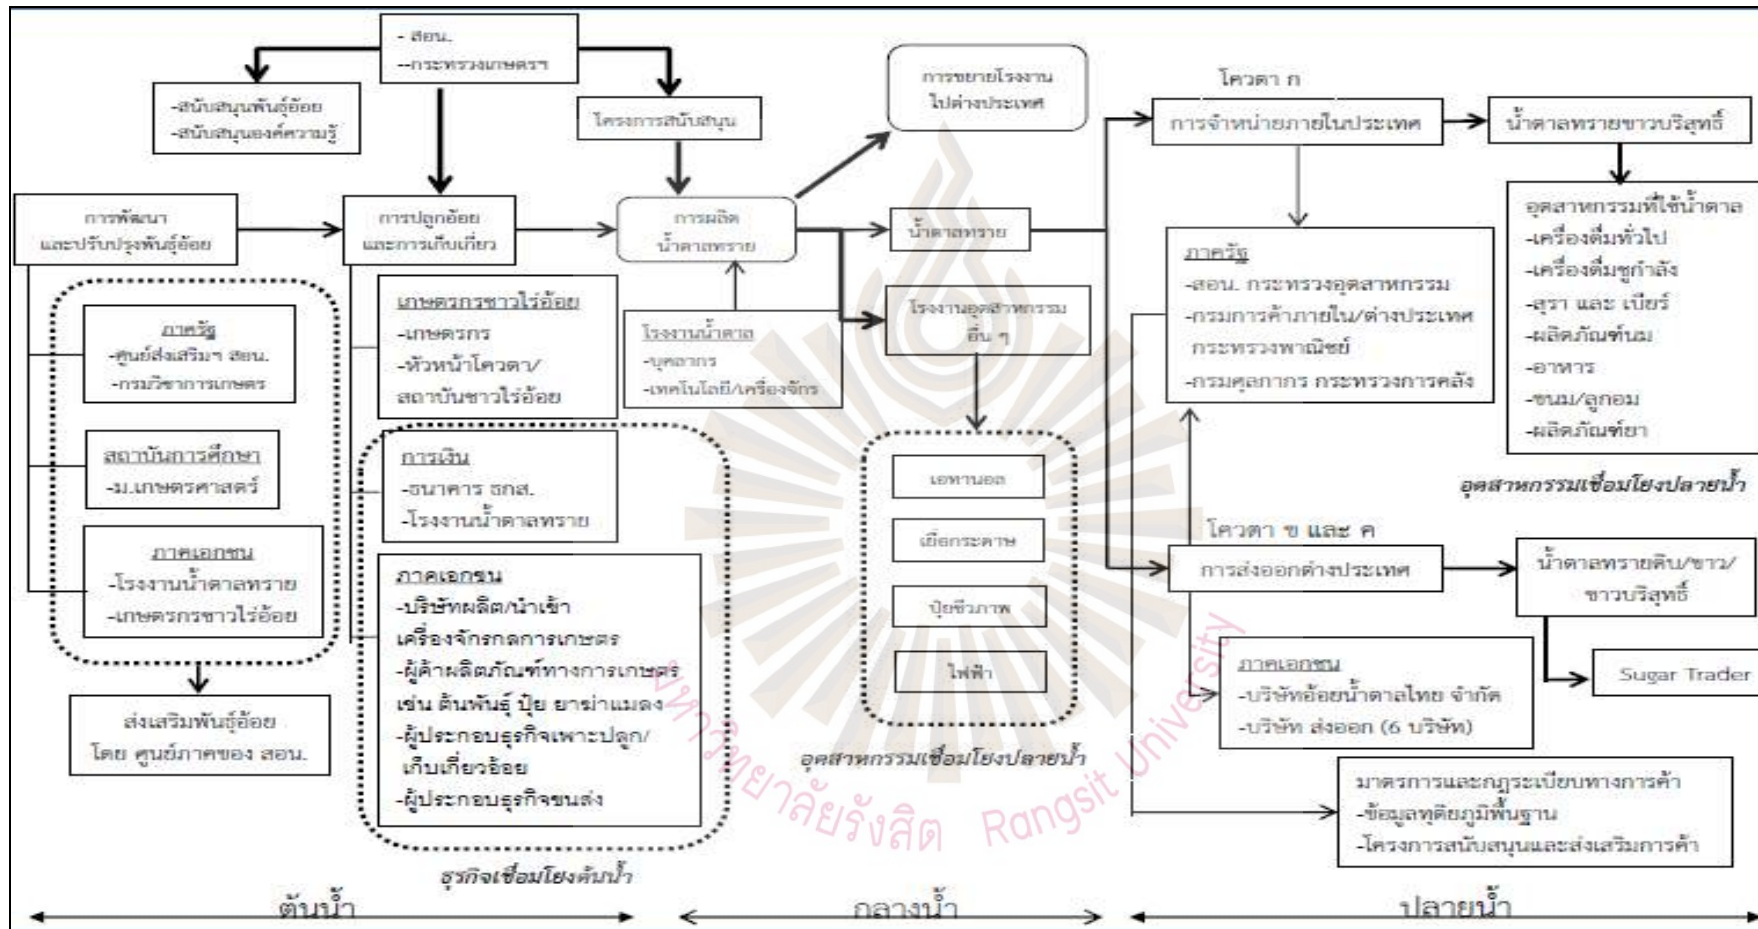 - สอน.
--กระทรวงเกษตรฯ
-สนับสนุนพันธุ์อ้อย
-สนับสนุนองค์ความรู้
โครงการสนับสนุน
การขยายโรงงาน
ไปต่างประเทศ
โควตา ก
การจำหน่ายภายในประเทศ
น้ำตาลทรายขาวบริสุทธิ์
การพัฒนา
และปรับปรุงพันธุ์อ้อย
การปลูกอ้อย
และการเก็บเกี่ยว
การผลิต
น้ำตาลทราย
น้ำตาลทราย
อุตสาหกรรมที่ใช้น้ำตาล
-เครื่องดื่มทั่วไป
-เครื่องดื่มชูกำลัง
-สุรา และ เบียร์
-ผลิตภัณฑ์นม
-อาหาร
-ขนม/ลูกอม
-ผลิตภัณฑ์ยา
อุตสาหกรรมเชื่อมโยงปลายน้ำ
ภาครัฐ
-ศูนย์ส่งเสริมฯ สอน.
-กรมวิชาการเกษตร
สถาบันการศึกษา
-ม.เกษตรศาสตร์
ภาคเอกชน
-โรงงานน้ำตาลทราย
-เกษตรกรชาวไร่อ้อย
ส่งเสริมพันธุ์อ้อย
โดย ศูนย์ภาคของ สอน.
เกษตรกรชาวไร่อ้อย
-เกษตรกร
-หัวหน้าโควตา/
สถาบันชาวไร่อ้อย
การเงิน
-ธนาคาร ธกส.
-โรงงานน้ำตาลทราย
ภาคเอกชน
-บริษัทผลิต/นำเข้า
เครื่องจักรกลการเกษตร
-ผู้ค้าผลิตภัณฑ์ทางการเกษตร
เช่น ต้นพันธุ์ ปุ๋ย ยาฆ่าแมลง
-ผู้ประกอบธุรกิจเพาะปลูก/
เก็บเกี่ยวอ้อย
-ผู้ประกอบธุรกิจขนส่ง
ธุรกิจเชื่อมโยงต้นน้ำ
โรงงานน้ำตาล
-บุคลากร
-เทคโนโลยี/เครื่องจักร
โรงงานอุตสาหกรรม
อื่น ๆ
เอทานอล
เยื่อกระดาษ
ปุ๋ยชีวภาพ
ไฟฟ้า
อุตสาหกรรมเชื่อมโยงปลายน้ำ
ภาครัฐ
-สอน. กระทรวงอุตสาหกรรม
-กรมการค้าภายใน/ต่างประเทศ
กระทรวงพาณิชย์
-กรมศุลกากร กระทรวงการคลัง
โควตา ข และ ค
การส่งออกต่างประเทศ
น้ำตาลทรายดิบ/ขาว/
ขาวบริสุทธิ์
Sugar Trader
ภาคเอกชน
-บริษัทอ้อยน้ำตาลไทย จำกัด
-บริษัท ส่งออก (6 บริษัท)
มาตรการและกฎระเบียบทางการค้า
-ข้อมูลทุติยภูมิพื้นฐาน
-โครงการสนับสนุนและส่งเสริมการค้า
มหาวิทยาลัยรังสิต Rangsit University
ต้นน้ำ
กลางน้ำ
ปลายน้ำ